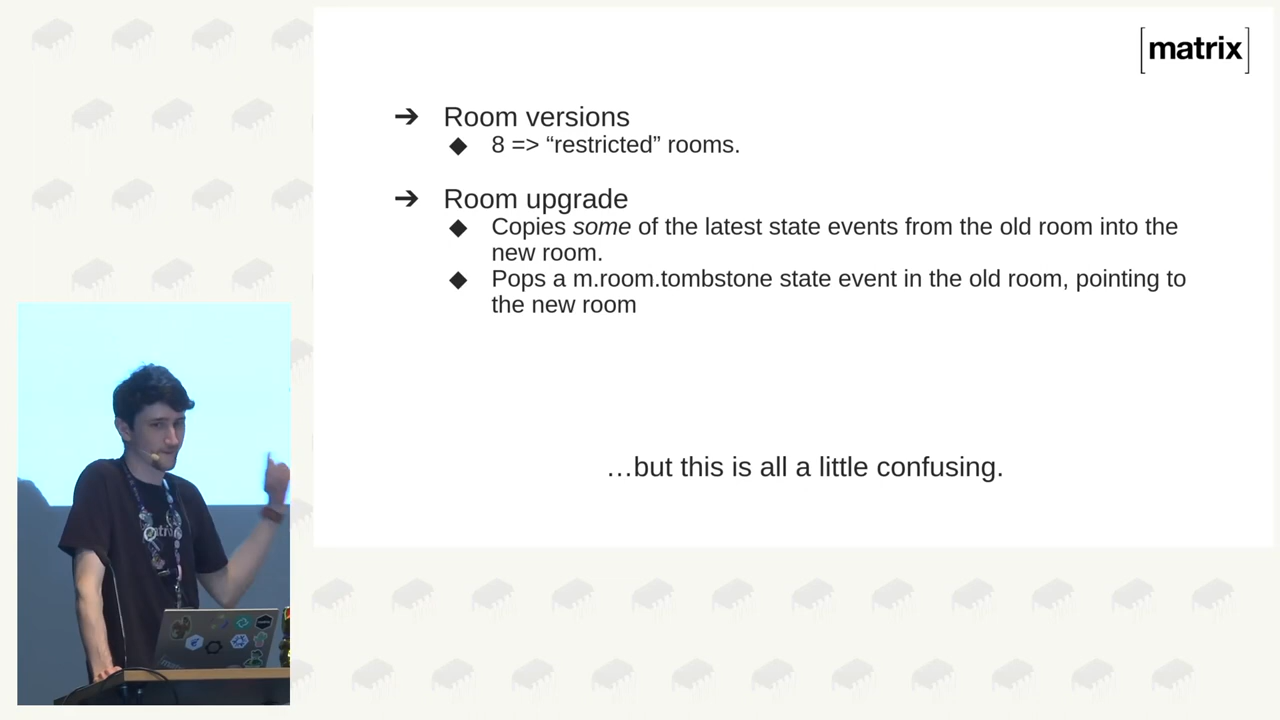 [matrix]
➔ Room versions
◆ 8 => “restricted” rooms.
➔ Room upgrade
◆ Copies some of the latest state events from the old room into the
new room.
◆ Pops a m.room.tombstone state event in the old room, pointing to
the new room
…but this is all a little confusing.